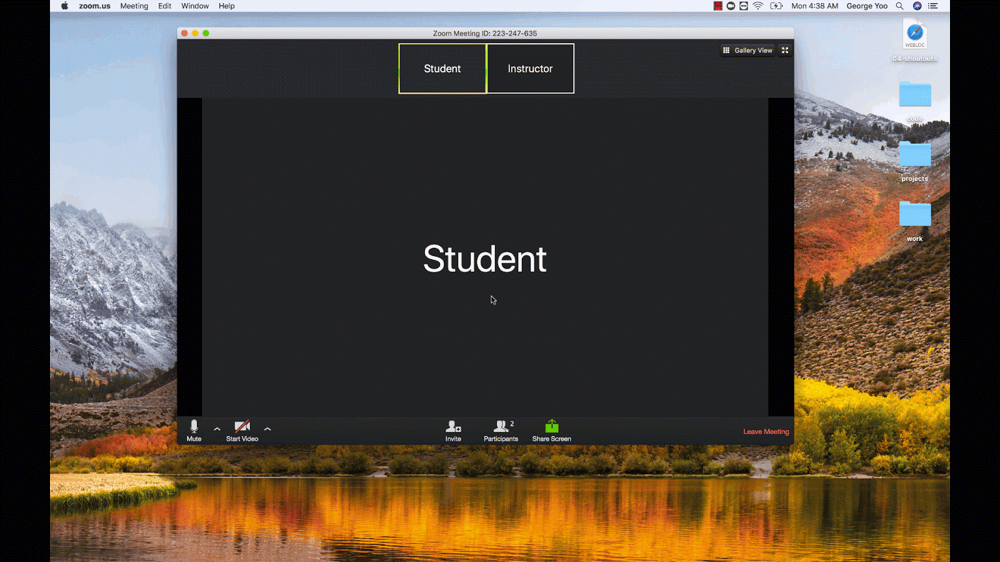 zoom.us Meeting Edit Window Help Mon 4:38 AM George Yoo
Zoom Meeting ID: 223-247-635
Student Instructor Gallery View
WEBLOC
04-shoutouts
code
projects
work
Student
2
Mute Start Video Invite Participants Share Screen Leave Meeting